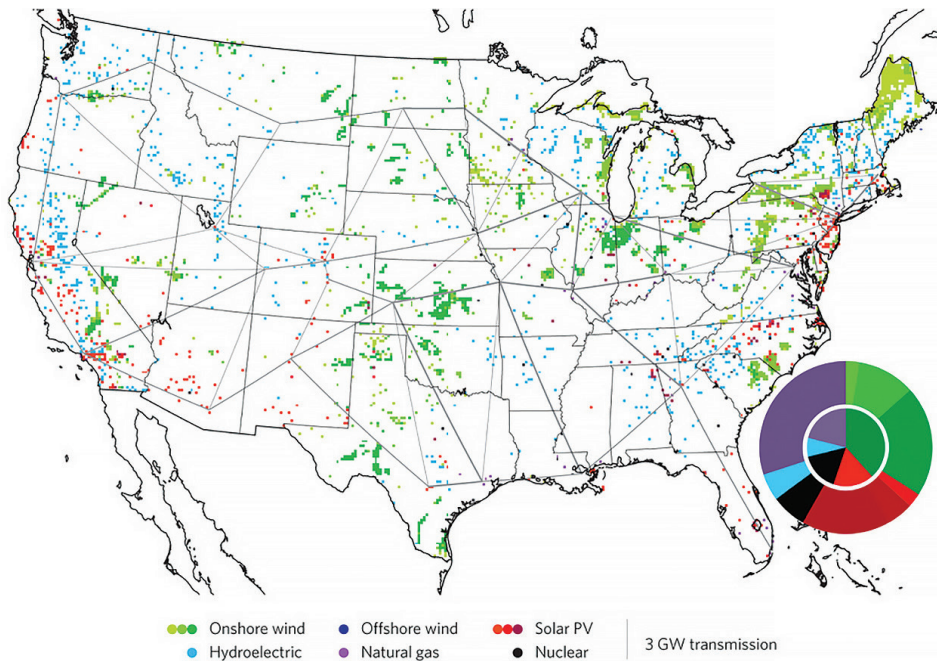 Onshore wind Offshore wind Solar PV
Hydroelectric Natural gas Nuclear
3 GW transmission